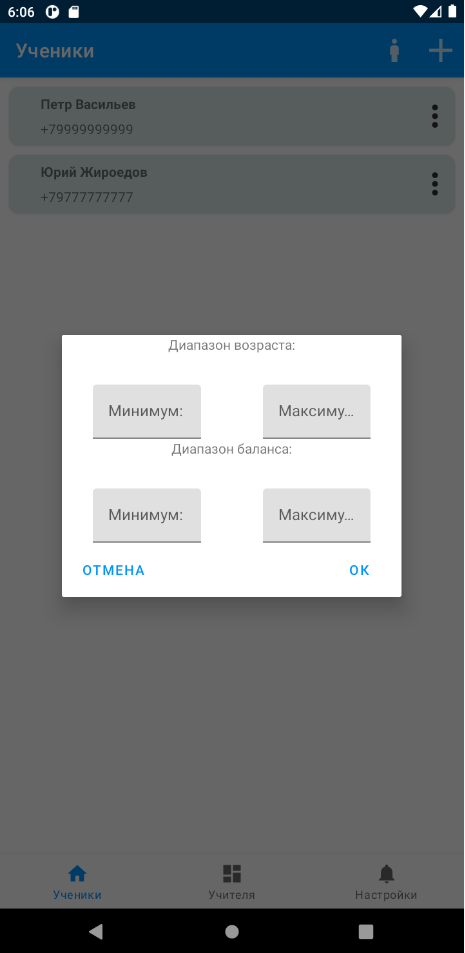 6:06
Ученики
Петр Васильев
+79999999999
Юрий Жироедов
+79777777777
Диапазон возраста:
Минимум:
Максиму...
Диапазон баланса:
Минимум:
Максиму...
ОТМЕНА
ОК
Ученики
Учителя
Настройки